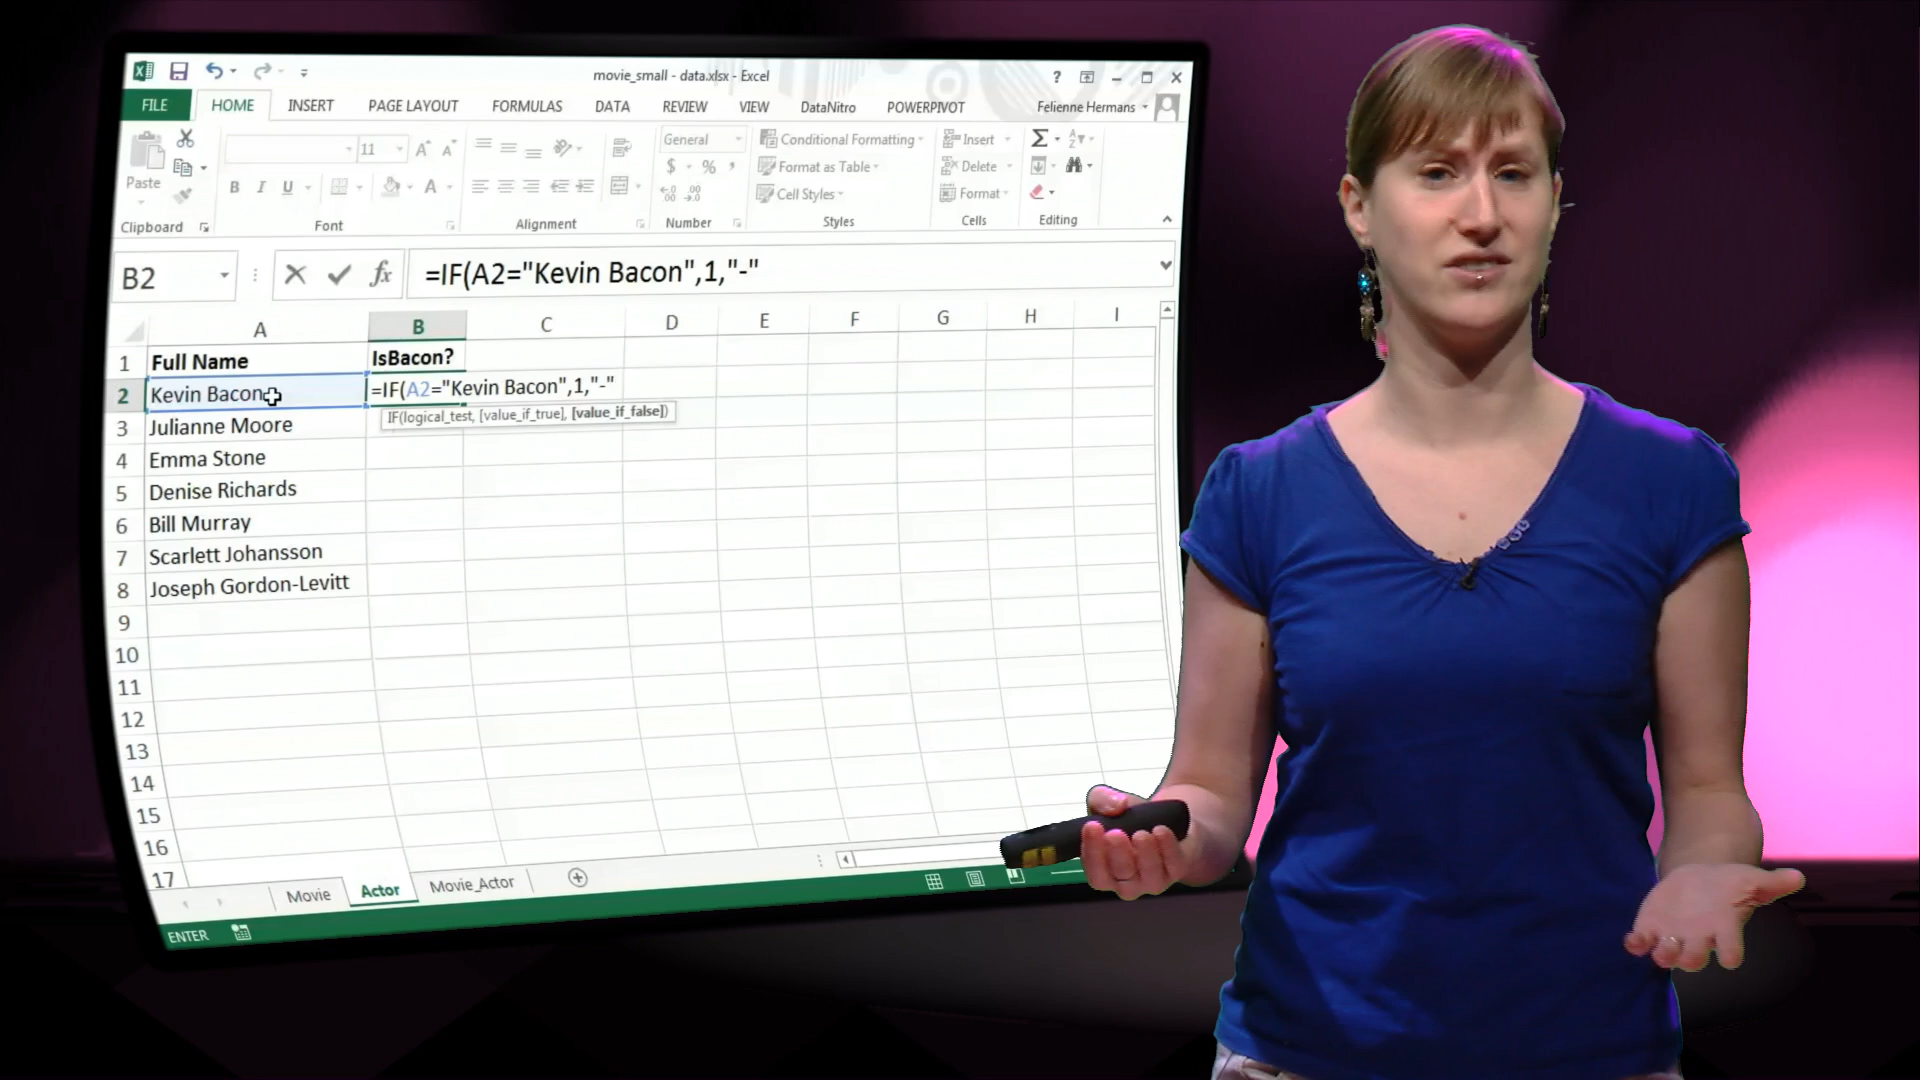 movie_small - data.xlsx - Excel
?
FILE HOME INSERT PAGE LAYOUT FORMULAS DATA REVIEW VIEW DataNitro POWERPIVOT Felienne Hermans
11 A A General Conditional Formatting Insert Σ
Paste $ % , Format as Table Delete
B I U A Cell Styles Format
Clipboard Font Alignment Number Styles Cells Editing
B2 fx =IF(A2="Kevin Bacon",1,"-"
A B C D E F G H I
1 Full Name IsBacon?
2 Kevin Bacon =IF(A2="Kevin Bacon",1,"-"
IF(logical_test, [value_if_true], [value_if_false])
3 Julianne Moore
4 Emma Stone
5 Denise Richards
6 Bill Murray
7 Scarlett Johansson
8 Joseph Gordon-Levitt
9
10
11
12
13
14
15
16
17
Movie Actor Movie_Actor
ENTER